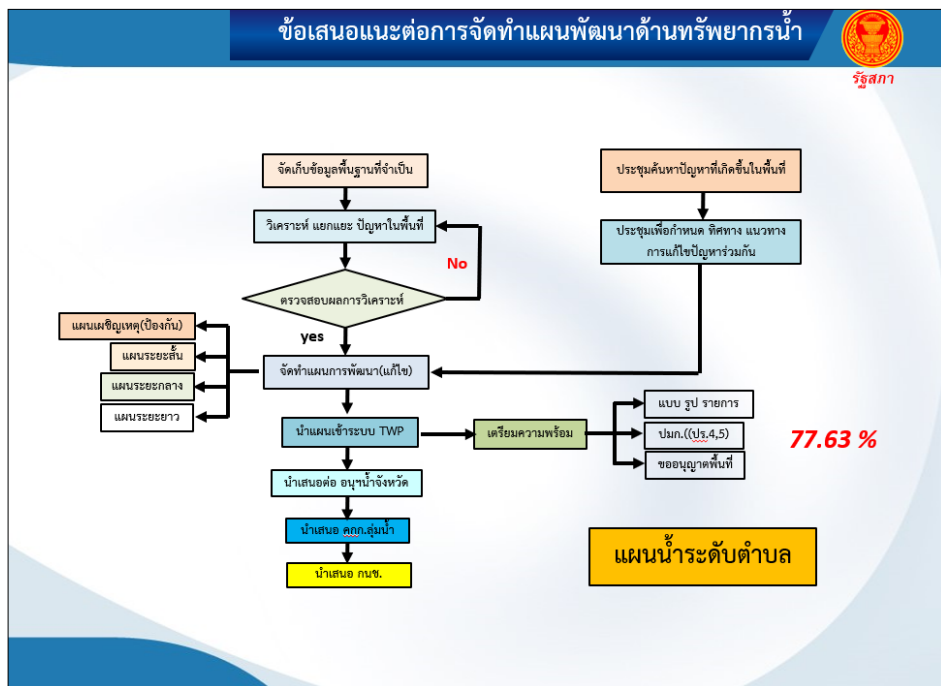 ข้อเสนอแนะต่อการจัดทำแผนพัฒนาด้านทรัพยากรน้ำ
รัฐสภา
จัดเก็บข้อมูลพื้นฐานที่จำเป็น
ประชุมค้นหาปัญหาที่เกิดขึ้นในพื้นที่
วิเคราะห์ แยกแยะ ปัญหาในพื้นที่
ประชุมเพื่อกำหนด ทิศทาง แนวทาง
การแก้ไขปัญหาร่วมกัน
No
ตรวจสอบผลการวิเคราะห์
yes
แผนเผชิญเหตุ(ป้องกัน)
แผนระยะสั้น
แผนระยะกลาง
แผนระยะยาว
จัดทำแผนการพัฒนา(แก้ไข)
นำแผนเข้าระบบ TWP
เตรียมความพร้อม
แบบ รูป รายการ
ปมก.((ปร.4,5)
ขออนุญาตพื้นที่
77.63 %
นำเสนอต่อ อนุฯน้ำจังหวัด
นำเสนอ คกก.ลุ่มน้ำ
นำเสนอ กนช.
แผนน้ำระดับตำบล